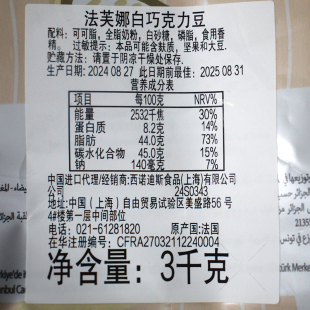 法芙娜白巧克力豆
配料：可可脂，全脂奶粉，白砂糖，磷脂，食用香
精。 过敏提示：本品可能含麸质，坚果和大豆.
贮藏方法：请置于阴凉干燥处保存.
生产日期：2024 08 27 此日期前最佳 2025 08 31
营养成分表
项目 每100克 NRV%
能量 2532千焦 30%
蛋白质 8.2克 14%
脂肪 44.0克 73%
碳水化合物 45.0克 15%
钠 140毫克 7%
中国进口代理/经销商:西诺迪斯食品(上海)有限公司
公司 24S0343
地址:中国（上海）自由贸易试验区美盛路56号
4#楼第一层中间部位
电话: 021-61281820 原产国:法国
在华注册编号: CFRA27032112240004
净含量: 3千克
ürk Merke